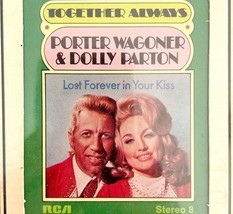 TOGETHER ALWAYS
PORTER WAGONER
& DOLLY PARTON
Lost Forever in Your Kiss
RCA Stereo 8